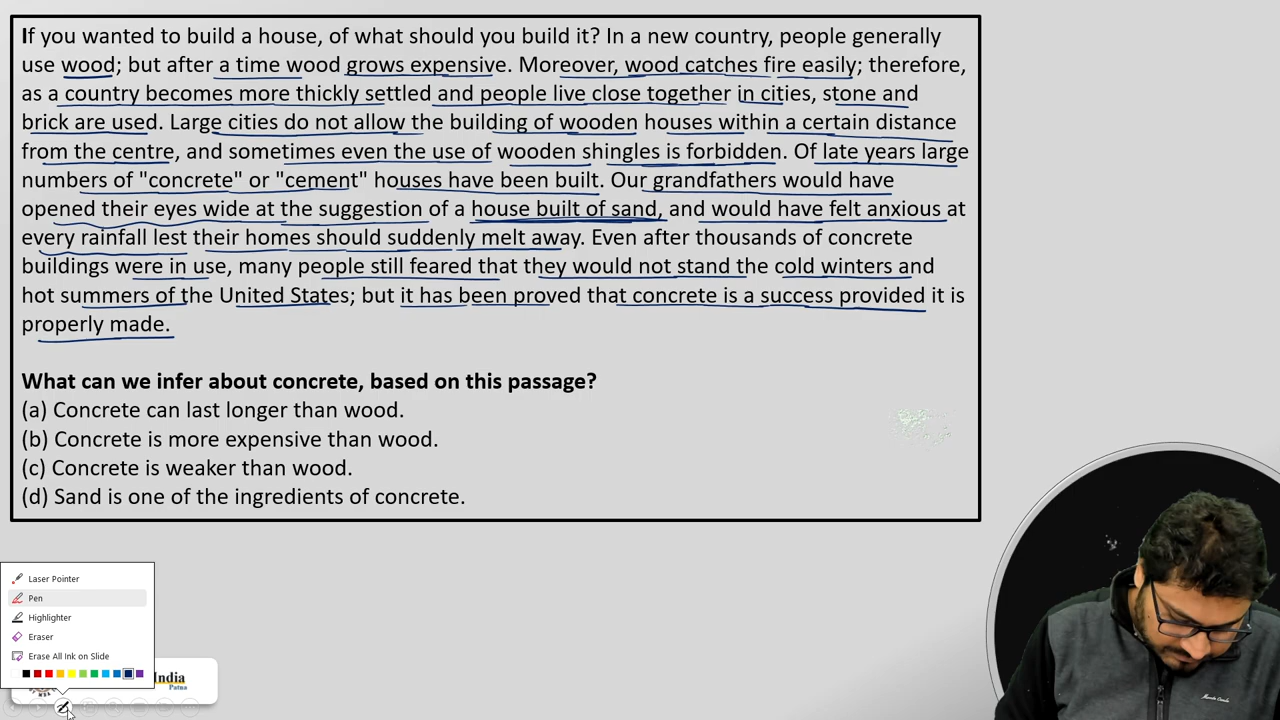 If you wanted to build a house, of what should you build it? In a new country, people generally
use wood; but after a time wood grows expensive. Moreover, wood catches fire easily; therefore,
as a country becomes more thickly settled and people live close together in cities, stone and
brick are used. Large cities do not allow the building of wooden houses within a certain distance
from the centre, and sometimes even the use of wooden shingles is forbidden. Of late years large
numbers of "concrete" or "cement" houses have been built. Our grandfathers would have
opened their eyes wide at the suggestion of a house built of sand, and would have felt anxious at
every rainfall lest their homes should suddenly melt away. Even after thousands of concrete
buildings were in use, many people still feared that they would not stand the cold winters and
hot summers of the United States; but it has been proved that concrete is a success provided it is
properly made.
What can we infer about concrete, based on this passage?
(a) Concrete can last longer than wood.
(b) Concrete is more expensive than wood.
(c) Concrete is weaker than wood.
(d) Sand is one of the ingredients of concrete.
Laser Pointer
Pen
Highlighter
Eraser
Erase All Ink on Slide
India
Patna